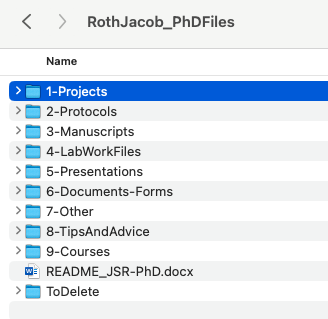 RothJacob_PhDFiles
Name
1-Projects
2-Protocols
3-Manuscripts
4-LabWorkFiles
5-Presentations
6-Documents-Forms
7-Other
8-TipsAndAdvice
9-Courses
README_JSR-PhD.docx
ToDelete